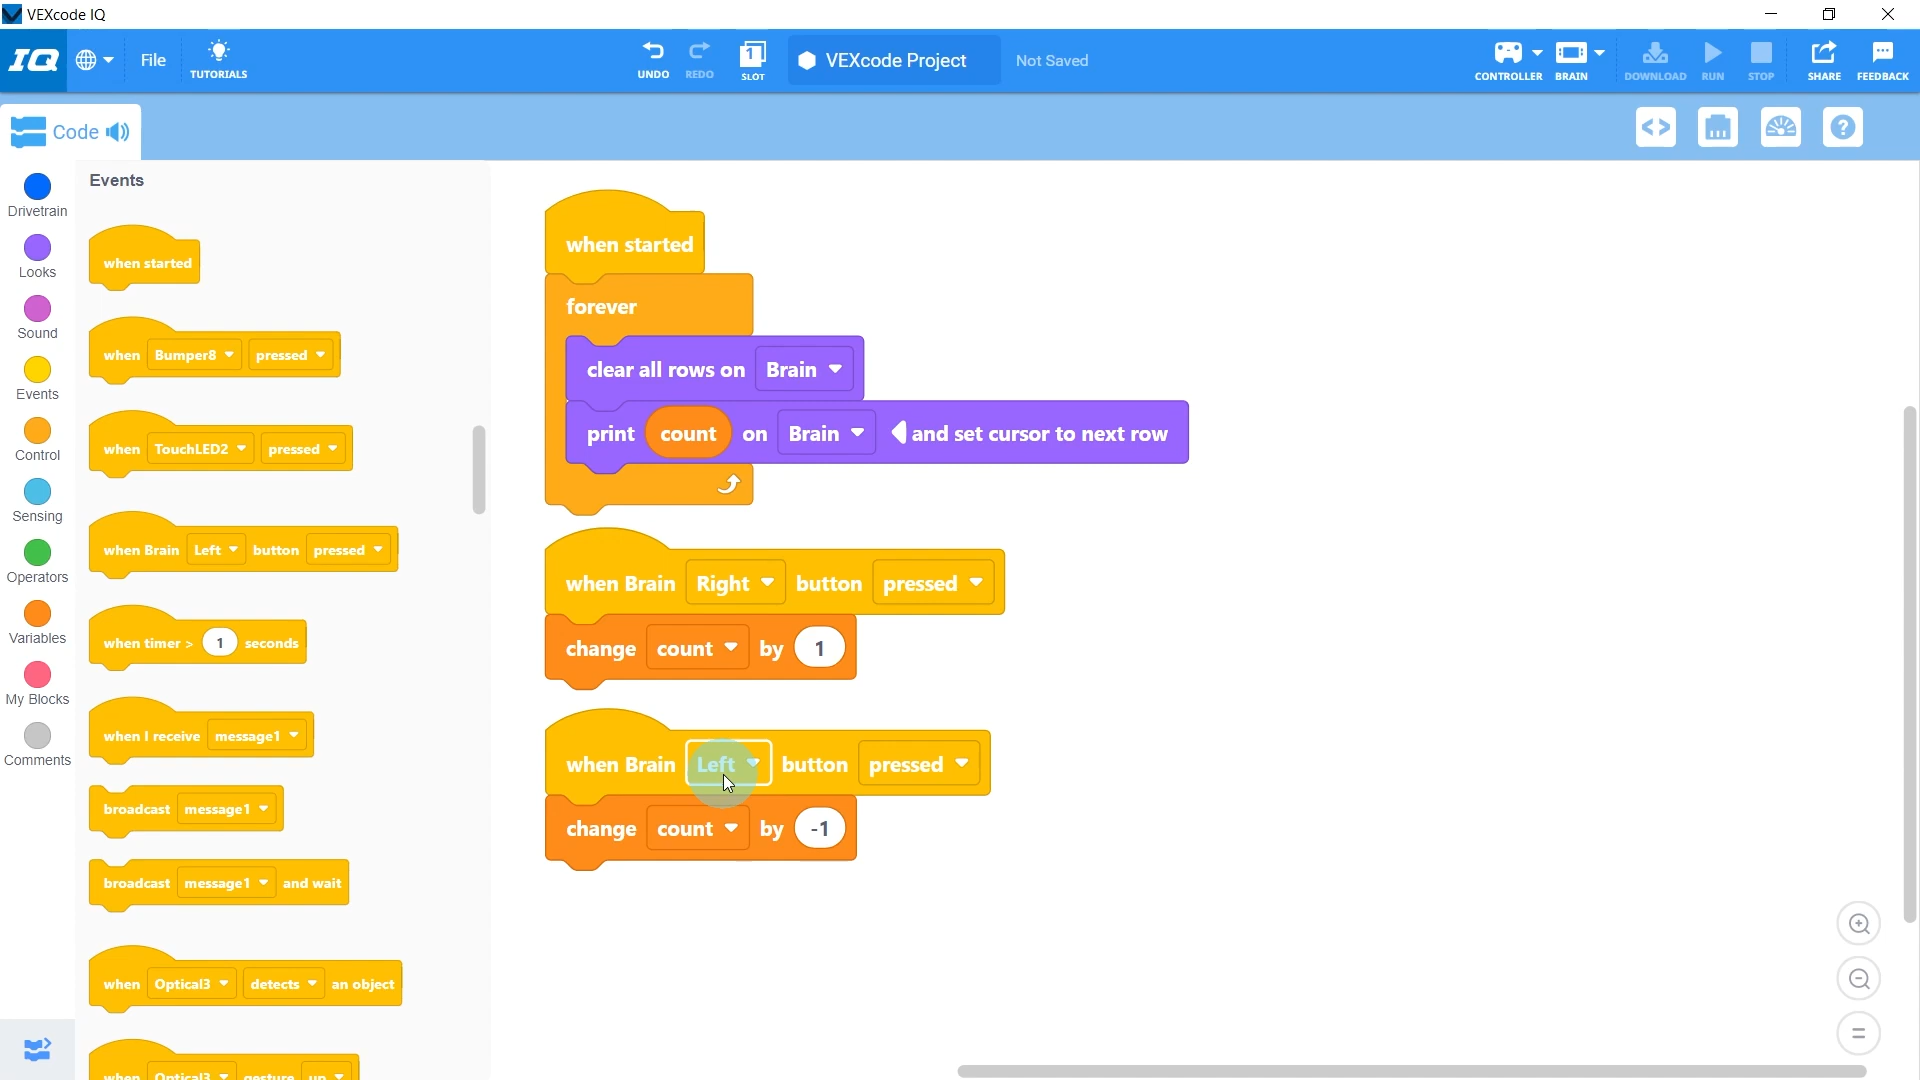 VEXcode IQ
IQ
File
TUTORIALS
UNDO
REDO
1
SLOT
VEXcode Project
Not Saved
CONTROLLER
BRAIN
DOWNLOAD
RUN
STOP
SHARE
FEEDBACK
Code
Drivetrain
Looks
Sound
Events
Control
Sensing
Operators
Variables
My Blocks
Comments
Events
when started
when Bumper8 pressed
when TouchLED2 pressed
when Brain Left button pressed
when timer > 1 seconds
when I receive message1
broadcast message1
broadcast message1 and wait
when Optical3 detects an object
when Optical3 gesture up
when started
forever
clear all rows on Brain
print count on Brain and set cursor to next row
when Brain Right button pressed
change count by 1
when Brain Left button pressed
change count by -1